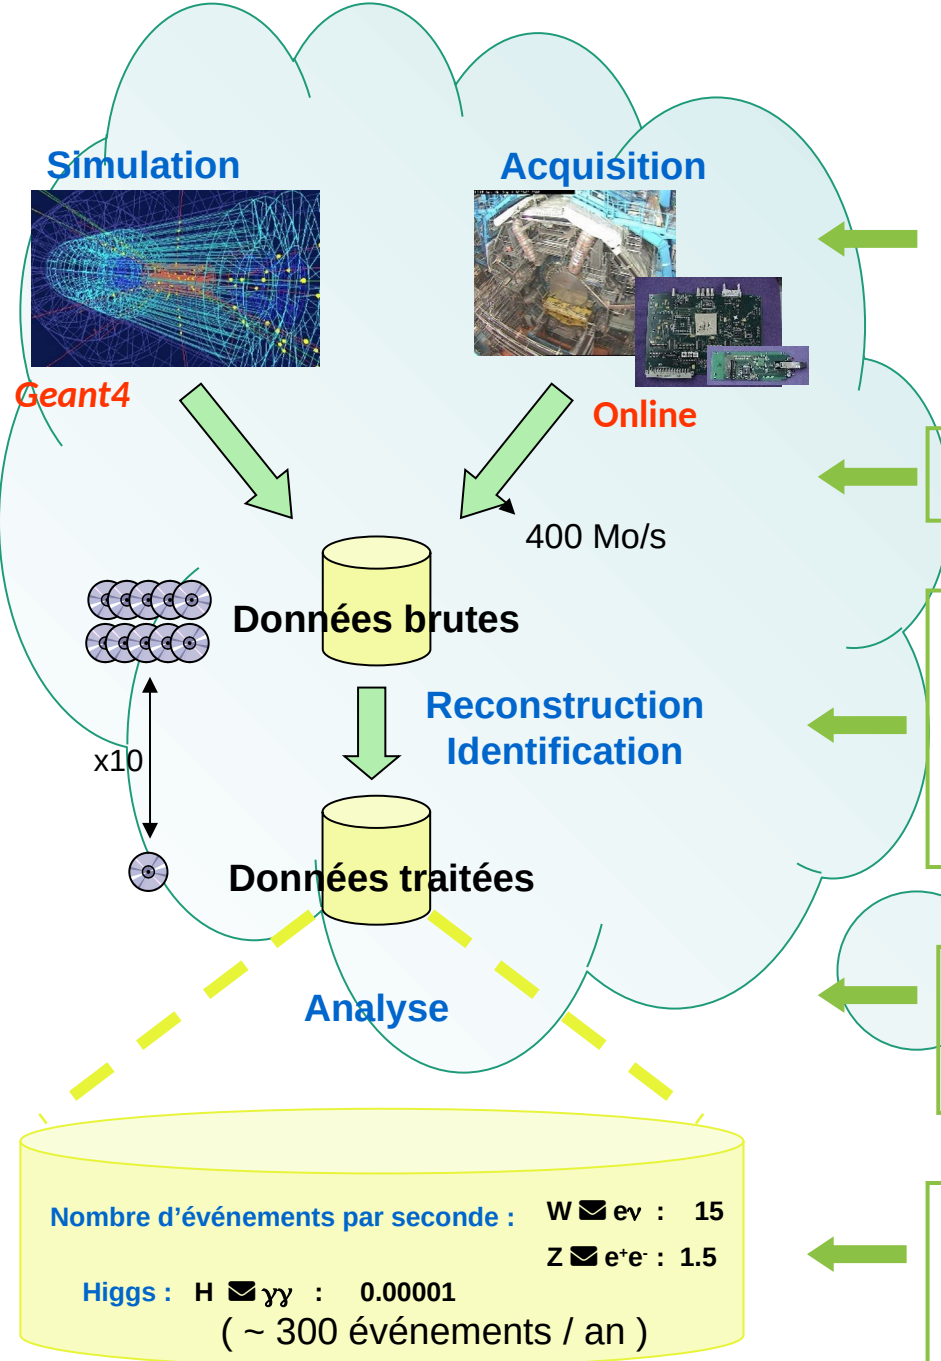 Simulation
Acquisition
Geant4
Online
400 Mo/s
Données brutes
Reconstruction
Identification
x10
Données traitées
Analyse
Nombre d’événements par seconde : W ✉ eν : 15
Z ✉ e⁺e⁻ : 1.5
Higgs : H ✉ γγ : 0.00001
( ~ 300 événements / an )